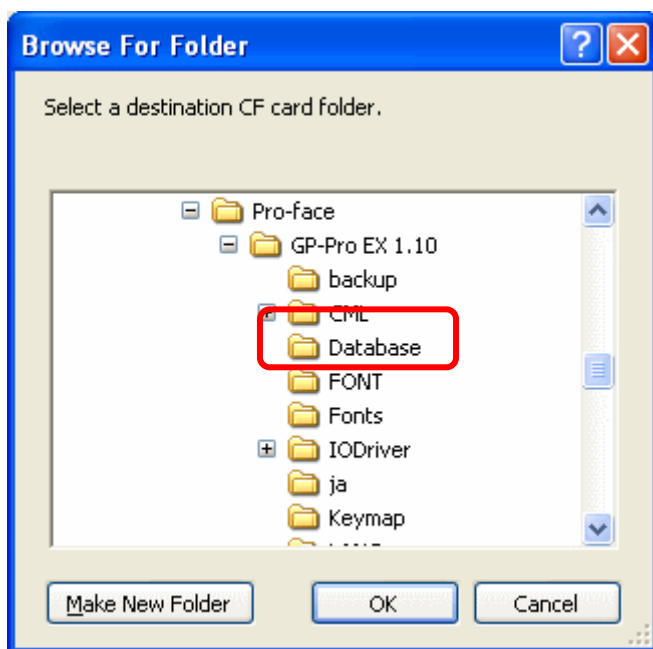 Browse For Folder
Select a destination CF card folder.
Pro-face
GP-Pro EX 1.10
backup
CML
Database
FONT
Fonts
IODriver
ja
Keymap
Make New Folder
OK
Cancel